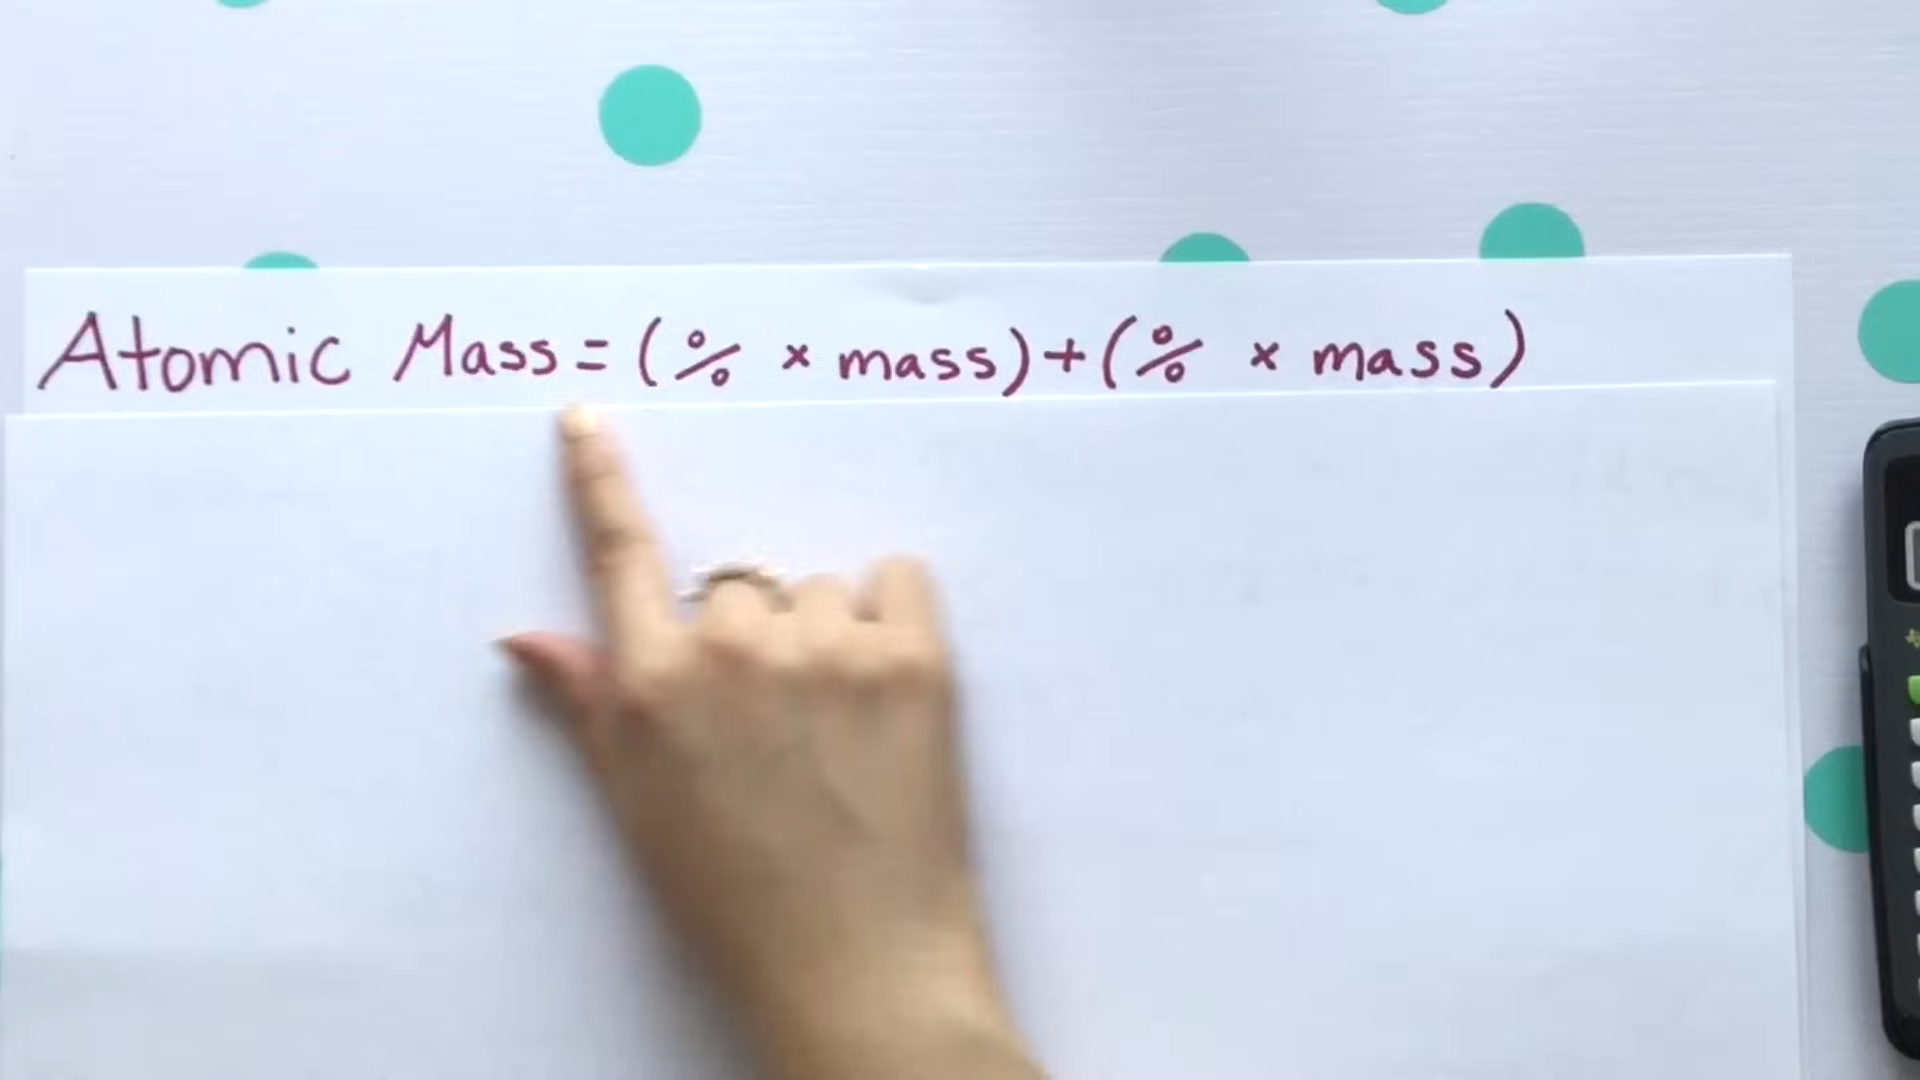 Atomic Mass = (% × mass) + (% × mass)